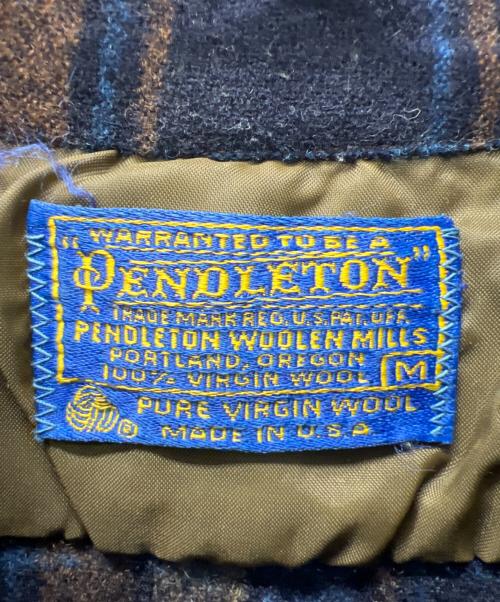 WARRANTED TO BE A
"PENDLETON"
TRADE MARK REG. U.S. PAT. OFF.
PENDLETON WOOLEN MILLS
PORTLAND, OREGON
100% VIRGIN WOOL M
® PURE VIRGIN WOOL
MADE IN U.S.A